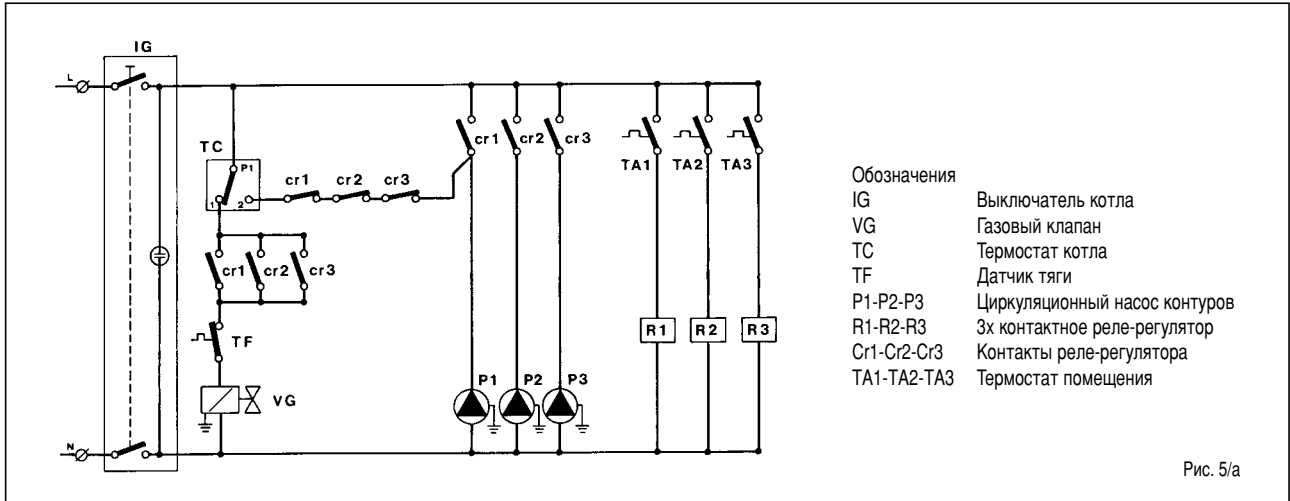 IG
L
TC
P1
1
2
cr1
cr2
cr3
cr1
cr2
cr3
cr1
cr2
cr3
TA1
TA2
TA3
TF
VG
R1
R2
R3
P1
P2
P3
N
Обозначения
IG Выключатель котла
VG Газовый клапан
TC Термостат котла
TF Датчик тяги
P1-P2-P3 Циркуляционный насос контуров
R1-R2-R3 3х контактное реле-регулятор
Cr1-Cr2-Cr3 Контакты реле-регулятора
TA1-TA2-TA3 Термостат помещения
Рис. 5/a